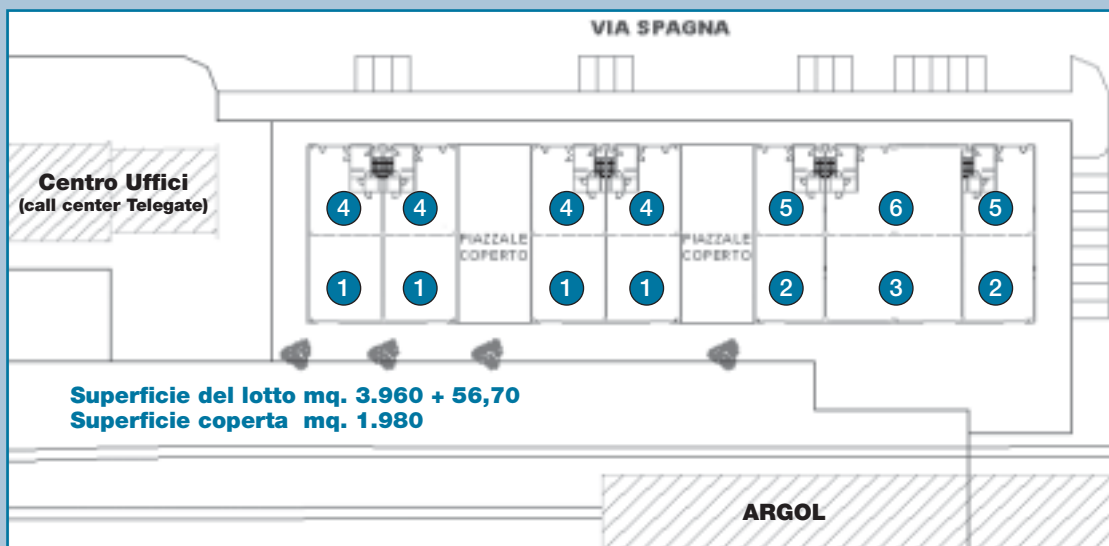 VIA SPAGNA
Centro Uffici
(call center Telegate)
4 4 4 4 5 6 5
PIAZZALE
COPERTO
PIAZZALE
COPERTO
1 1 1 1 2 3 2
Superficie del lotto mq. 3.960 + 56,70
Superficie coperta mq. 1.980
ARGOL